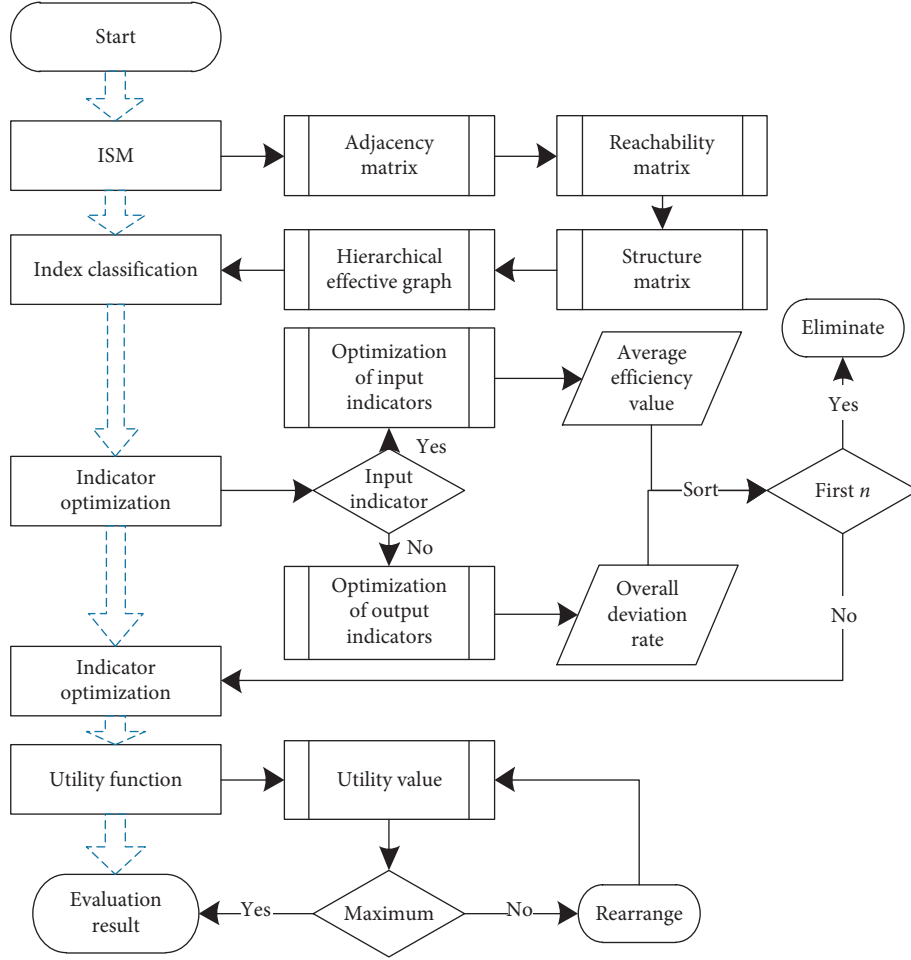 Start
ISM
Adjacency
matrix
Reachability
matrix
Index classification
Hierarchical
effective graph
Structure
matrix
Eliminate
Optimization
of input
indicators
Average
efficiency
value
Yes
Yes
Indicator
optimization
Input
indicator
Sort
First n
No
Optimization
of output
indicators
Overall
deviation
rate
No
Indicator
optimization
Utility function
Utility value
Evaluation
result
Yes
Maximum
No
Rearrange